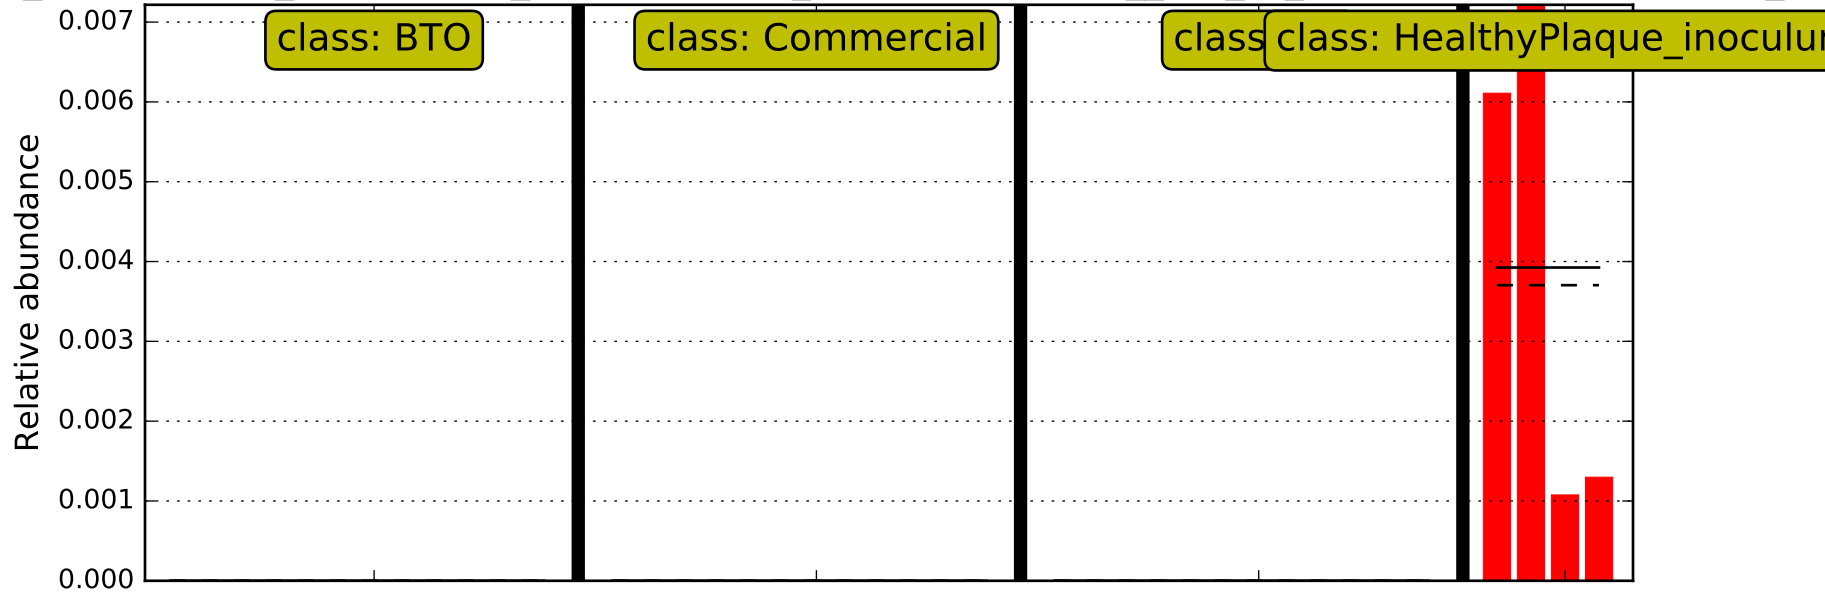 0.007
class: BTO
class: Commercial
class
class: HealthyPlaque_inoculu
0.006
0.005
0.004
0.003
0.002
0.001
0.000
Relative abundance